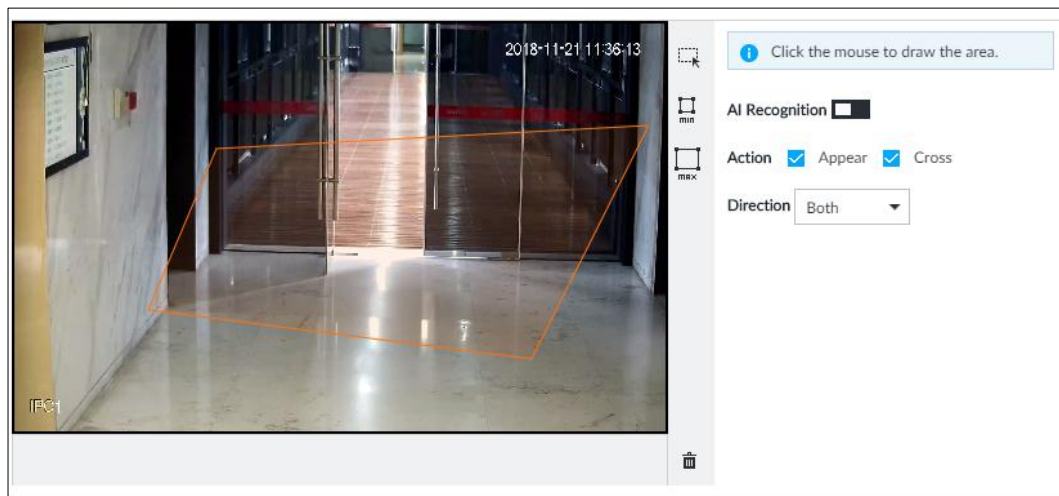 2018-11-21 11:36:13
IPC1
min
max
Click the mouse to draw the area.
AI Recognition
Action Appear Cross
Direction Both